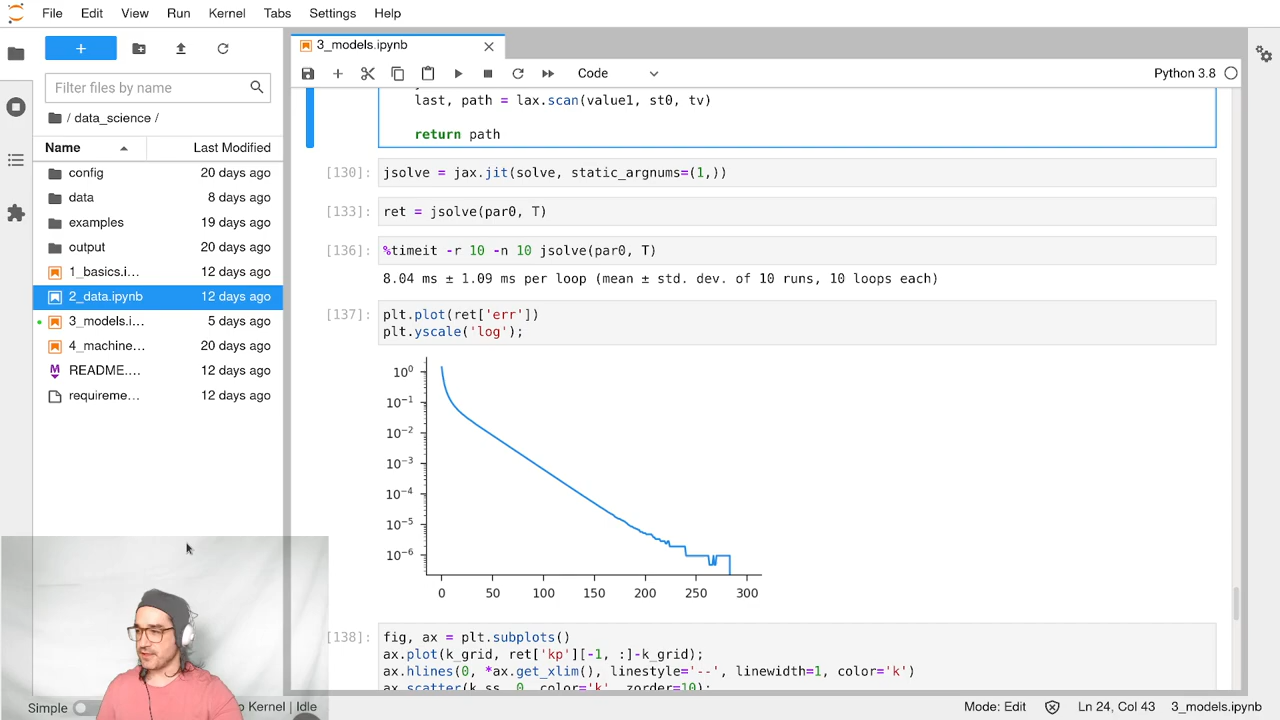 File Edit View Run Kernel Tabs Settings Help
3_models.ipynb
Code
Python 3.8
Filter files by name
/ data_science /
Name Last Modified
config 20 days ago
data 8 days ago
examples 19 days ago
output 20 days ago
1_basics.i... 12 days ago
2_data.ipynb 12 days ago
3_models.i... 5 days ago
4_machine... 20 days ago
README.... 12 days ago
requireme... 12 days ago
last, path = lax.scan(value1, st0, tv)
return path
[130]: jsolve = jax.jit(solve, static_argnums=(1,))
[133]: ret = jsolve(par0, T)
[136]: %timeit -r 10 -n 10 jsolve(par0, T)
8.04 ms ± 1.09 ms per loop (mean ± std. dev. of 10 runs, 10 loops each)
[137]: plt.plot(ret['err'])
plt.yscale('log');
10⁰
10⁻¹
10⁻²
10⁻³
10⁻⁴
10⁻⁵
10⁻⁶
0 50 100 150 200 250 300
[138]: fig, ax = plt.subplots()
ax.plot(k_grid, ret['kp'][-1, :]-k_grid);
ax.hlines(0, *ax.get_xlim(), linestyle='--', linewidth=1, color='k')
ax.scatter(k_ss, 0, color='k', zorder=10);
Simple Kernel | Idle
Mode: Edit Ln 24, Col 43 3_models.ipynb